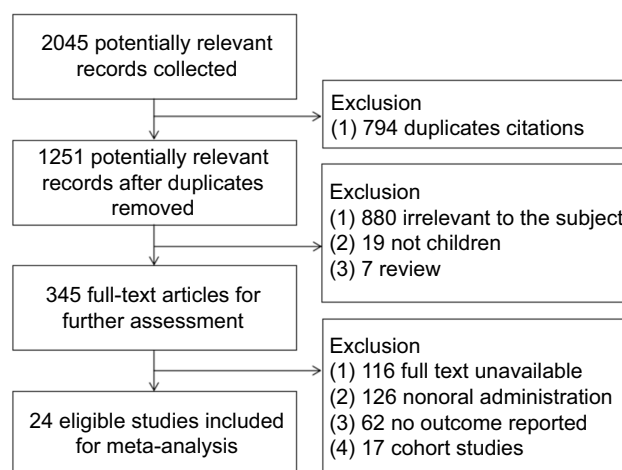 2045 potentially relevant
records collected
Exclusion
(1) 794 duplicates citations
1251 potentially relevant
records after duplicates
removed
Exclusion
(1) 880 irrelevant to the subject
(2) 19 not children
(3) 7 review
345 full-text articles for
further assessment
Exclusion
(1) 116 full text unavailable
(2) 126 nonoral administration
(3) 62 no outcome reported
(4) 17 cohort studies
24 eligible studies included
for meta-analysis